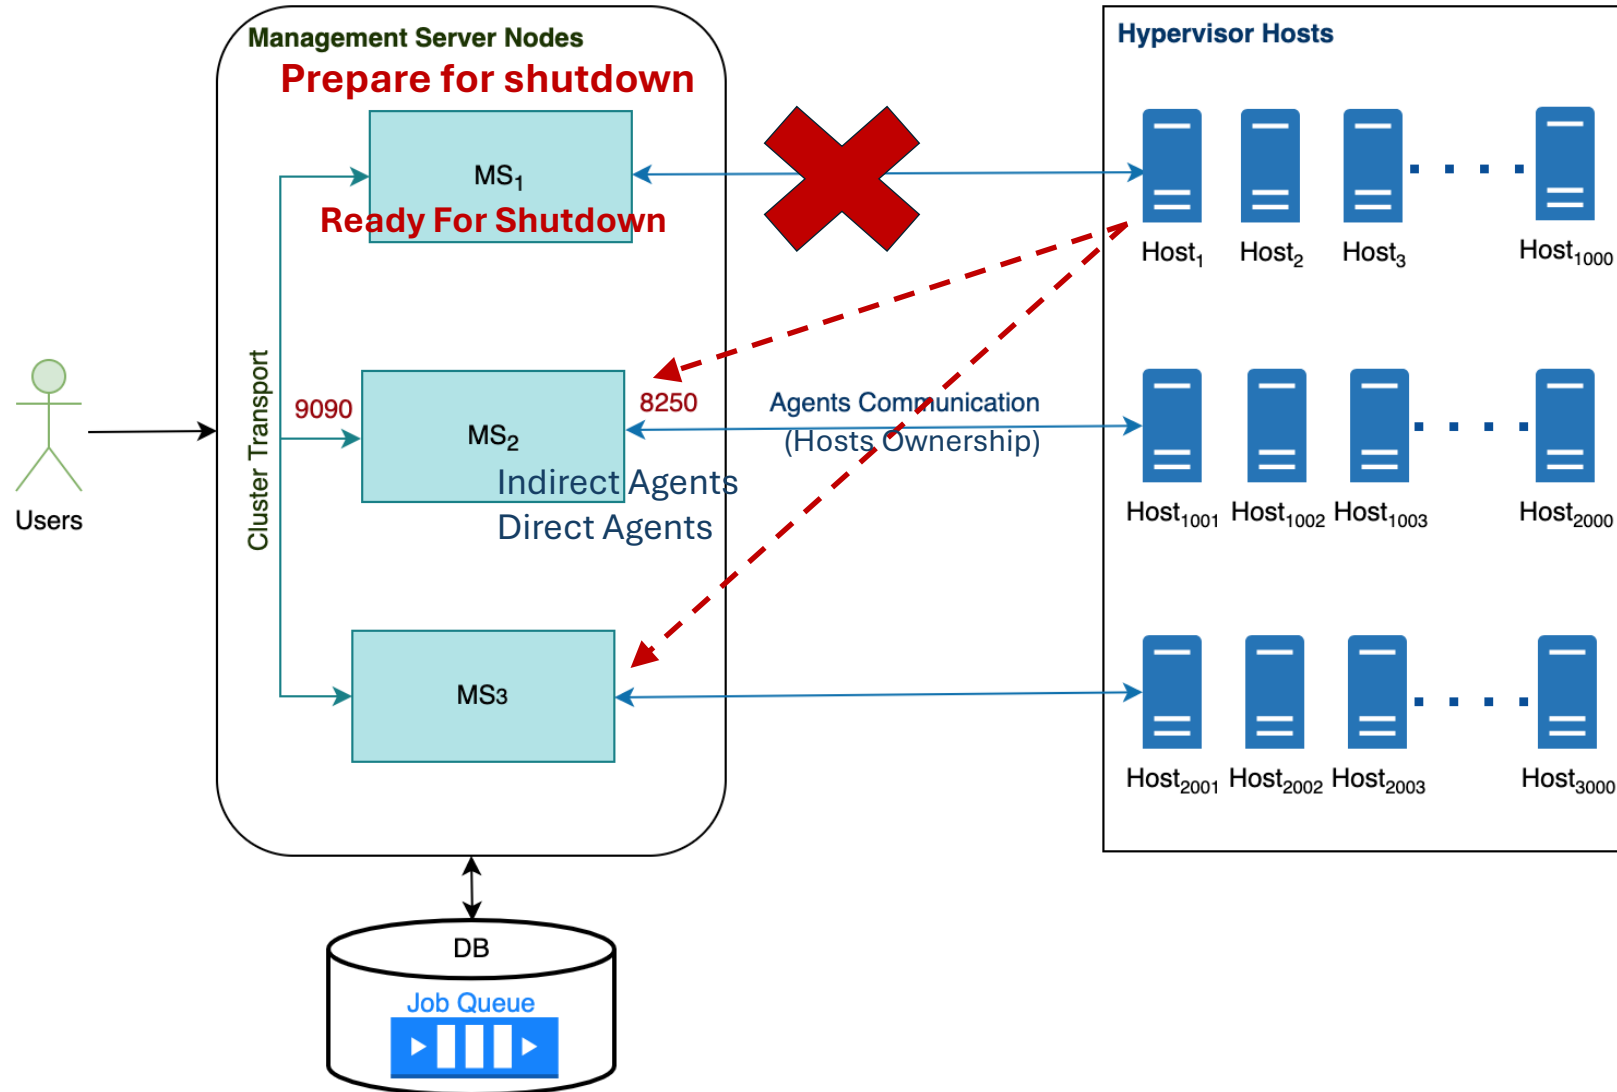 Management Server Nodes
Prepare for shutdown
MS1
Ready For Shutdown
Hypervisor Hosts
Host1
Host2
Host3
Host1000
Users
Cluster Transport
9090
MS2
8250
Agents Communication
(Hosts Ownership)
Indirect Agents
Direct Agents
Host1001
Host1002
Host1003
Host2000
MS3
Host2001
Host2002
Host2003
Host3000
DB
Job Queue